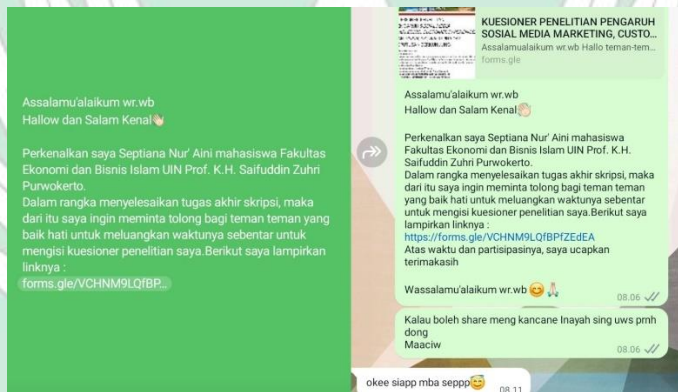 Assalamu'alaikum wr.wb
Hallow dan Salam Kenal👋🏻
Perkenalkan saya Septiana Nur' Aini mahasiswa Fakultas
Ekonomi dan Bisnis Islam UIN Prof. K.H. Saifuddin Zuhri
Purwokerto.
Dalam rangka menyelesaikan tugas akhir skripsi, maka
dari itu saya ingin meminta tolong bagi teman teman yang
baik hati untuk meluangkan waktunya sebentar untuk
mengisi kuesioner penelitian saya.Berikut saya lampirkan
linknya :
forms.gle/VCHNM9LQfBP...
KUESIONER PENELITIAN PENGARUH
SOSIAL MEDIA MARKETING, CUSTO...
Assalamualaikum wr.wb Hallo teman-tem...
forms.gle
Assalamu'alaikum wr.wb
Hallow dan Salam Kenal👋🏻
Perkenalkan saya Septiana Nur' Aini mahasiswa
Fakultas Ekonomi dan Bisnis Islam UIN Prof. K.H.
Saifuddin Zuhri Purwokerto.
Dalam rangka menyelesaikan tugas akhir skripsi, maka
dari itu saya ingin meminta tolong bagi teman teman
yang baik hati untuk meluangkan waktunya sebentar
untuk mengisi kuesioner penelitian saya.Berikut saya
lampirkan linknya :
https://forms.gle/VCHNM9LQfBPfZEdEA
Atas waktu dan partisipasinya, saya ucapkan
terimakasih
Wassalamu'alaikum wr.wb 😊🙏🏻
08.06
Kalau boleh share meng kancane Inayah sing uws pmh
dong
Maaciw
08.06
okee siapp mba seppp😇
08.11